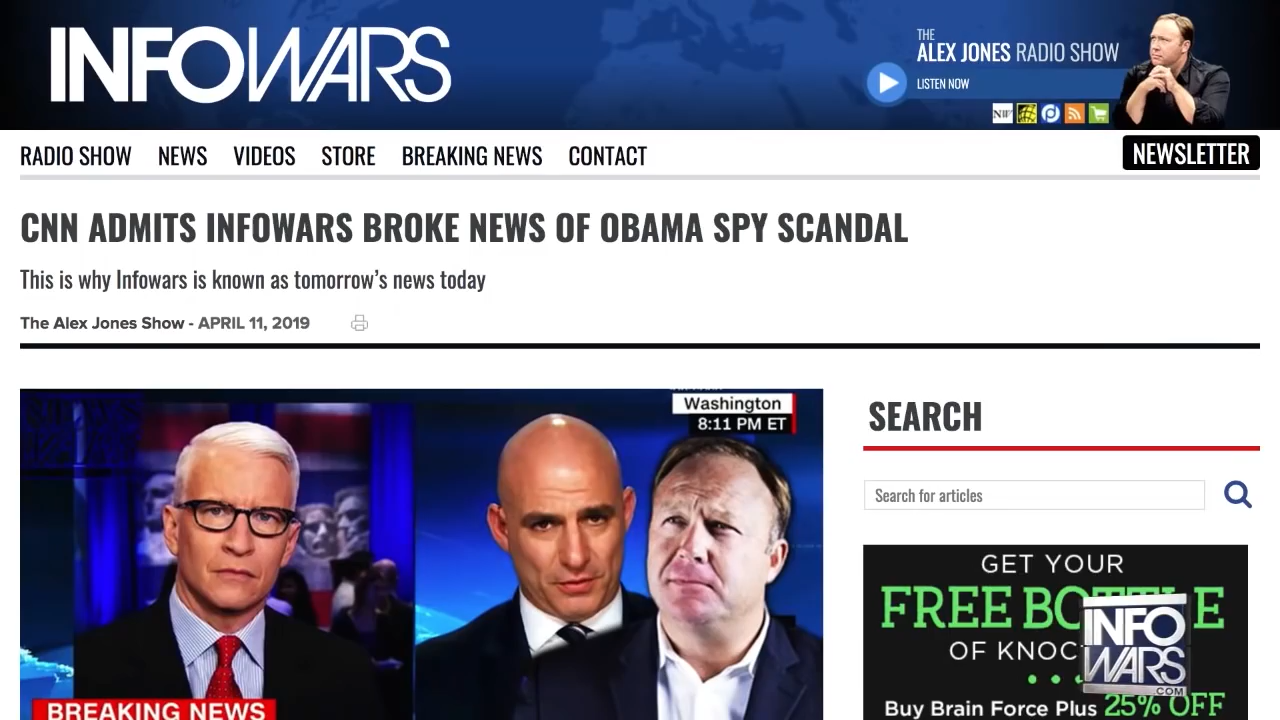 INFOWARS
THE
ALEX JONES RADIO SHOW
LISTEN NOW
RADIO SHOW NEWS VIDEOS STORE BREAKING NEWS CONTACT NEWSLETTER
CNN ADMITS INFOWARS BROKE NEWS OF OBAMA SPY SCANDAL
This is why Infowars is known as tomorrow’s news today
The Alex Jones Show - APRIL 11, 2019
Washington
8:11 PM ET
BREAKING NEWS
SEARCH
Search for articles
GET YOUR
FREE
OF
Buy Brain Force Plus 25% OFF
INFO
WARS
.COM